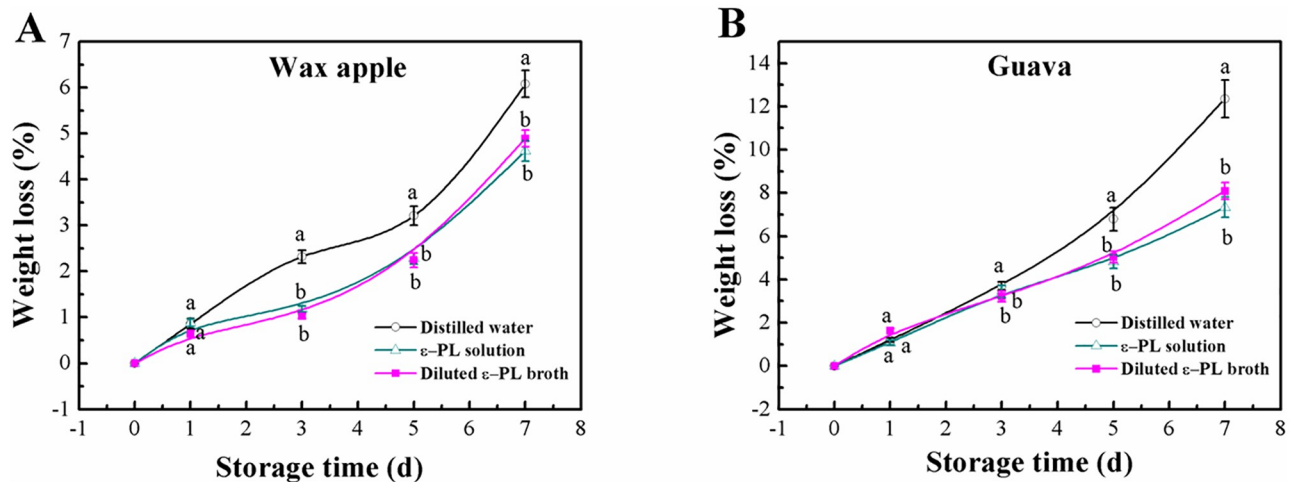 A
Wax apple
Weight loss (%)
7
6
5
4
3
2
1
0
-1
a
a
a
a
b
a
a
b
b
b
b
b
b
Distilled water
ε–PL solution
Diluted ε–PL broth
-1 0 1 2 3 4 5 6 7 8
Storage time (d)
B
Guava
Weight loss (%)
14
12
10
8
6
4
2
0
-2
a
a
b
b
a
b
b
a
b
b
a
a
a
Distilled water
ε–PL solution
Diluted ε–PL broth
-1 0 1 2 3 4 5 6 7 8
Storage time (d)